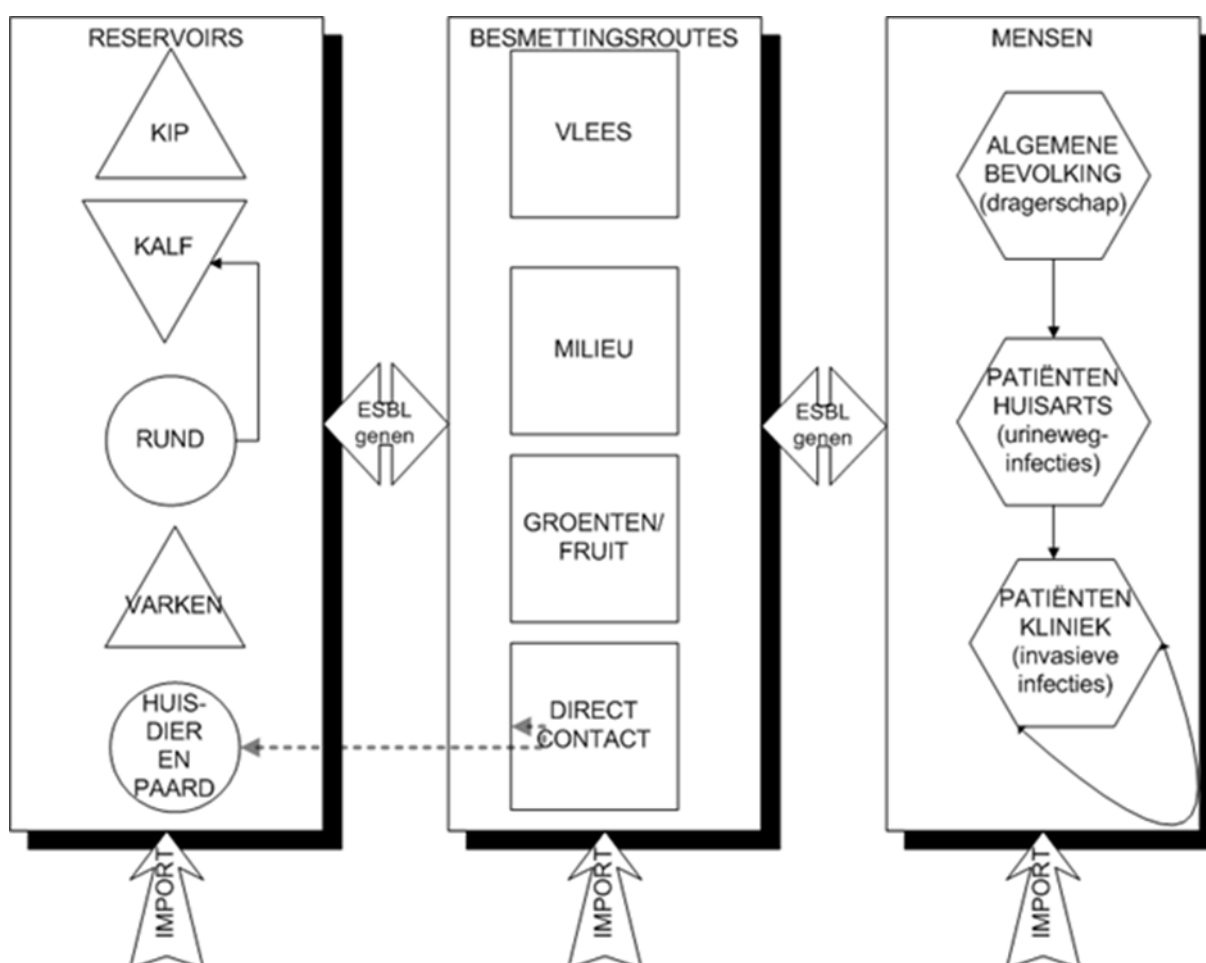 RESERVOIRS
KIP
KALF
RUND
VARKEN
HUIS-
DIER
EN
PAARD
IMPORT
ESBL
genen
BESMETTINGSROUTES
VLEES
MILIEU
GROENTEN/
FRUIT
DIRECT
CONTACT
IMPORT
ESBL
genen
MENSEN
ALGEMENE
BEVOLKING
(dragerschap)
PATIËNTEN
HUISARTS
(urineweg-
infecties)
PATIËNTEN
KLINIEK
(invasieve
infecties)
IMPORT